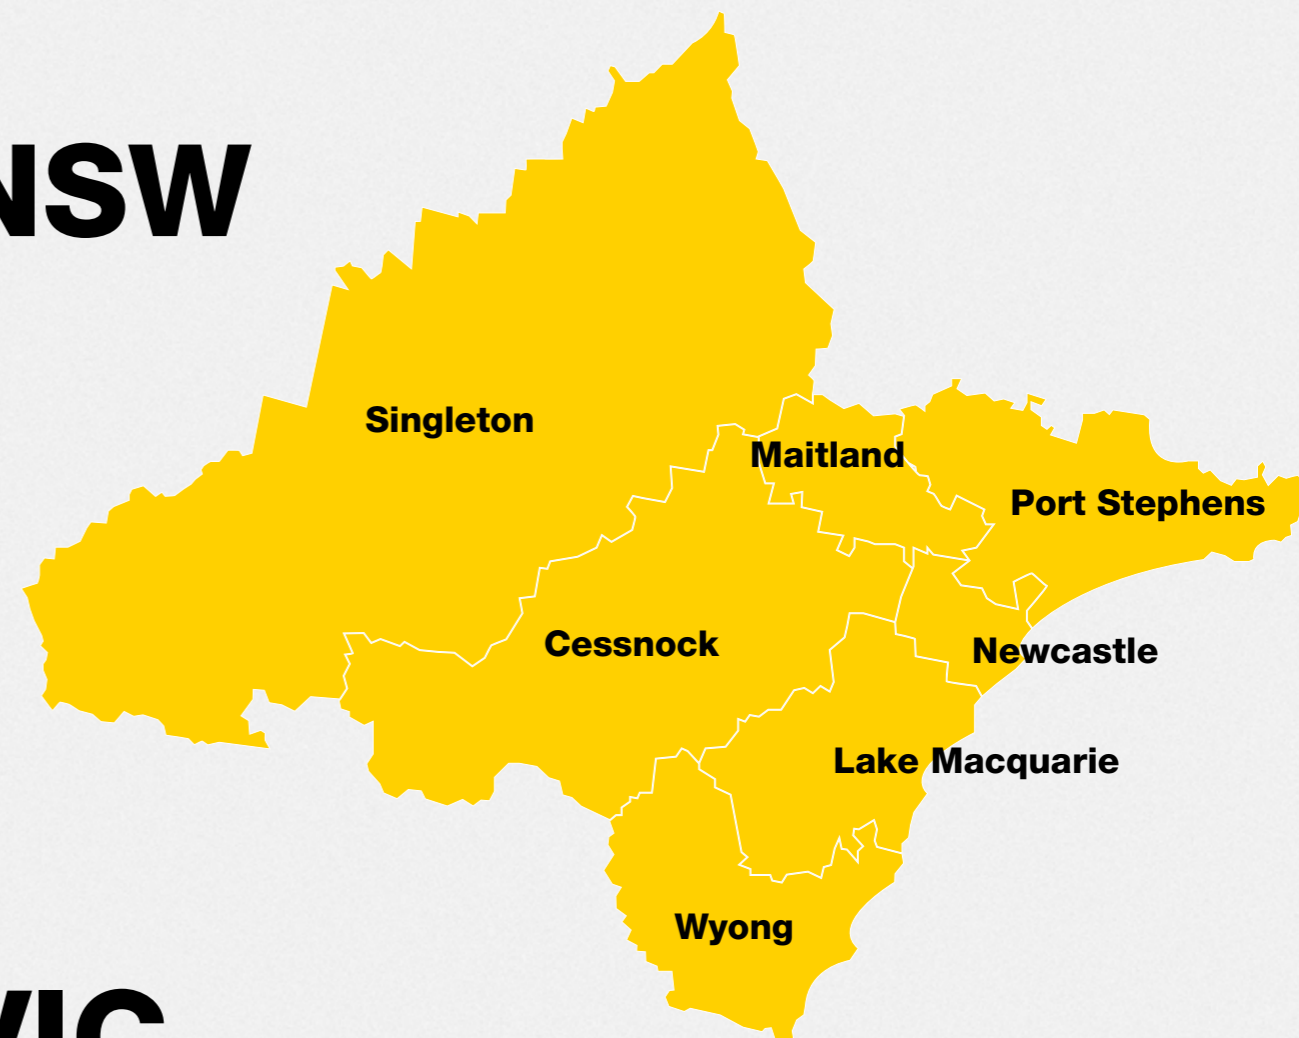 NSW
Singleton
Maitland
Port Stephens
Cessnock
Newcastle
Lake Macquarie
Wyong
VIC